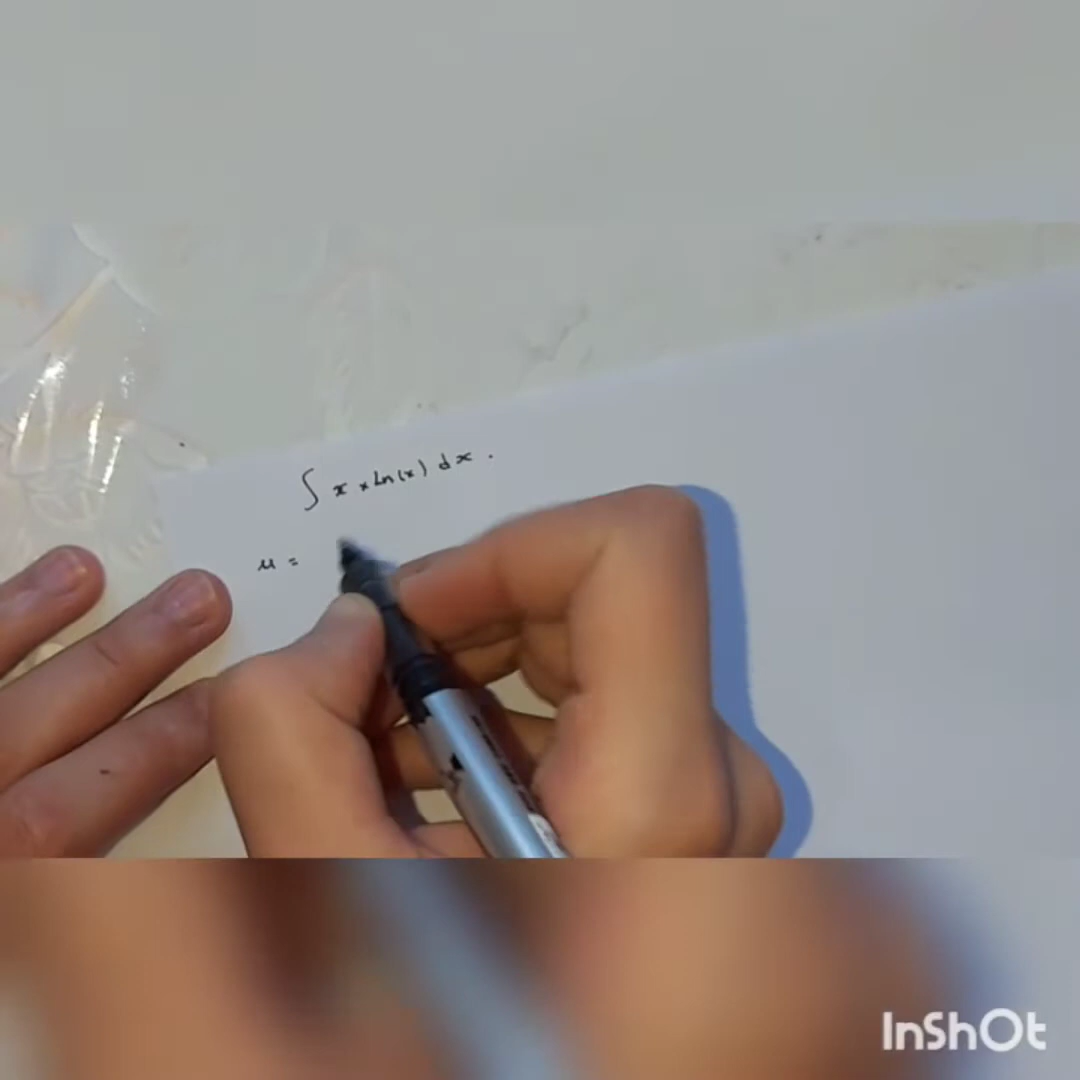 ∫ x × Ln(x) dx .
u =
InShOt